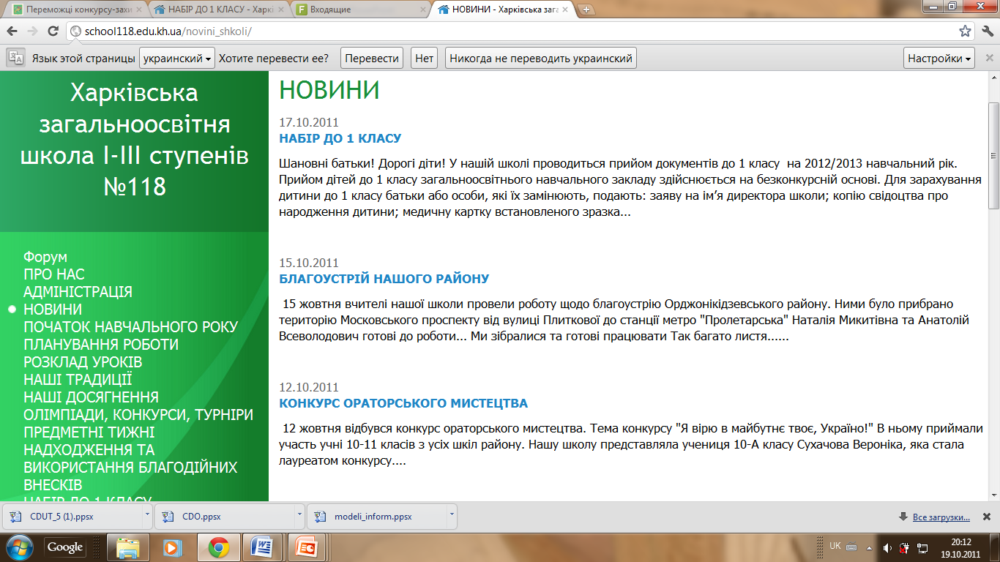 Переможці конкурсу-захи
НАБІР ДО 1 КЛАСУ - Харкі
Входящие
НОВИНИ - Харківська зага
school118.edu.kh.ua/novini_shkoli/
Язык этой страницы украинский Хотите перевести ее? Перевести Нет Никогда не переводить украинский Настройки
Харківська
загальноосвітня
школа І-ІІІ ступенів
№118
Форум
ПРО НАС
АДМІНІСТРАЦІЯ
НОВИНИ
ПОЧАТОК НАВЧАЛЬНОГО РОКУ
ПЛАНУВАННЯ РОБОТИ
РОЗКЛАД УРОКІВ
НАШІ ТРАДИЦІЇ
НАШІ ДОСЯГНЕННЯ
ОЛІМПІАДИ, КОНКУРСИ, ТУРНІРИ
ПРЕДМЕТНІ ТИЖНІ
НАДХОДЖЕННЯ ТА
ВИКОРИСТАННЯ БЛАГОДІЙНИХ
ВНЕСКІВ
НАБІР ДО 1 КЛАСУ
НОВИНИ
17.10.2011
НАБІР ДО 1 КЛАСУ
Шановні батьки! Дорогі діти! У нашій школі проводиться прийом документів до 1 класу на 2012/2013 навчальний рік.
Прийом дітей до 1 класу загальноосвітнього навчального закладу здійснюється на безконкурсній основі. Для зарахування
дитини до 1 класу батьки або особи, які їх замінюють, подають: заяву на ім’я директора школи; копію свідоцтва про
народження дитини; медичну картку встановленого зразка...
15.10.2011
БЛАГОУСТРІЙ НАШОГО РАЙОНУ
15 жовтня вчителі нашої школи провели роботу щодо благоустрію Орджонікідзевського району. Ними було прибрано
територію Московського проспекту від вулиці Плиткової до станції метро "Пролетарська" Наталія Микитівна та Анатолій
Всеволодович готові до роботи... Ми зібралися та готові працювати Так багато листя......
12.10.2011
КОНКУРС ОРАТОРСЬКОГО МИСТЕЦТВА
12 жовтня відбувся конкурс ораторського мистецтва. Тема конкурсу "Я вірю в майбутнє твоє, Україно!" В ньому приймали
участь учні 10-11 класів з усіх шкіл району. Нашу школу представляла учениця 10-А класу Сухачова Вероніка, яка стала
лауреатом конкурсу....
CDUT_5 (1).ppsx
CDO.ppsx
modeli_inform.ppsx
Все загрузки...
Google
UK
20:12
19.10.2011